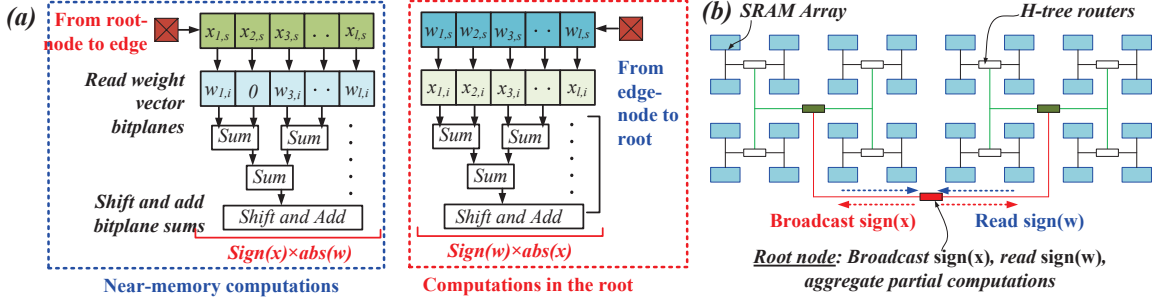 (a)
From root-
node to edge
x1,s x2,s x3,s · · xl,s
Read weight
vector
bitplanes
w1,i 0 w3,i · · wl,i
Sum Sum
Sum
Shift and add
bitplane sums
Shift and Add
Sign(x)×abs(w)
Near-memory computations
w1,s w2,s w3,s · · wl,s
x1,i x2,i x3,i · · xl,i
From
edge-
node to
root
Sum Sum
Sum
Shift and Add
Sign(w)×abs(x)
Computations in the root
(b)
SRAM Array
H-tree routers
Broadcast sign(x)
Read sign(w)
Root node: Broadcast sign(x), read sign(w),
aggregate partial computations